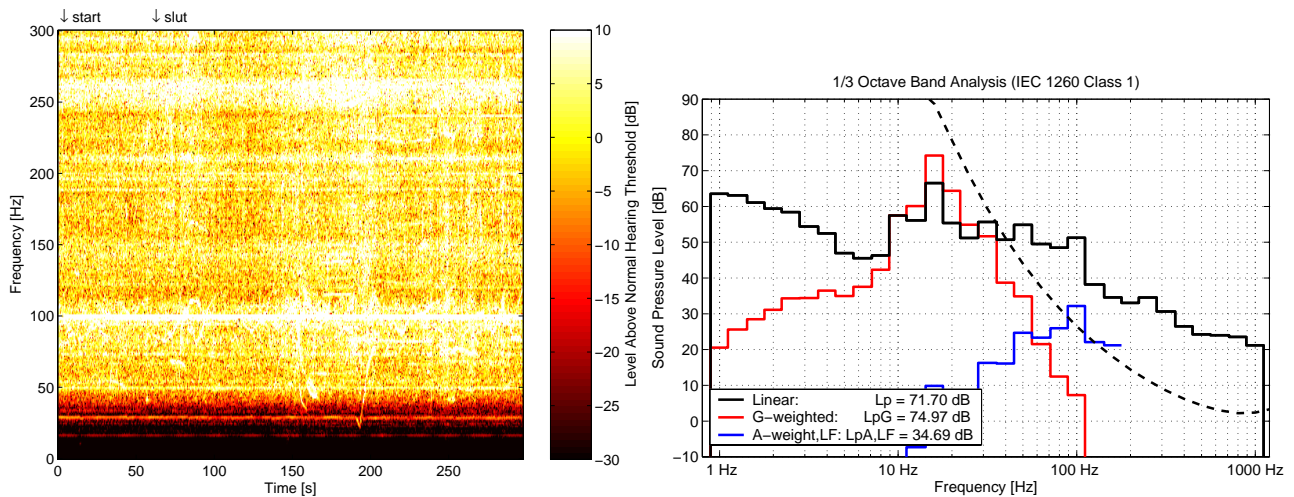 ↓ start
↓ slut
300
250
200
150
100
50
0
Frequency [Hz]
0
50
100
150
200
250
Time [s]
10
5
0
−5
−10
−15
−20
−25
−30
Level Above Normal Hearing Threshold [dB]
1/3 Octave Band Analysis (IEC 1260 Class 1)
90
80
70
60
50
40
30
20
10
0
−10
Sound Pressure Level [dB]
Linear: Lp = 71.70 dB
G−weighted: LpG = 74.97 dB
A−weight,LF: LpA,LF = 34.69 dB
1 Hz
10 Hz
100 Hz
1000 Hz
Frequency [Hz]